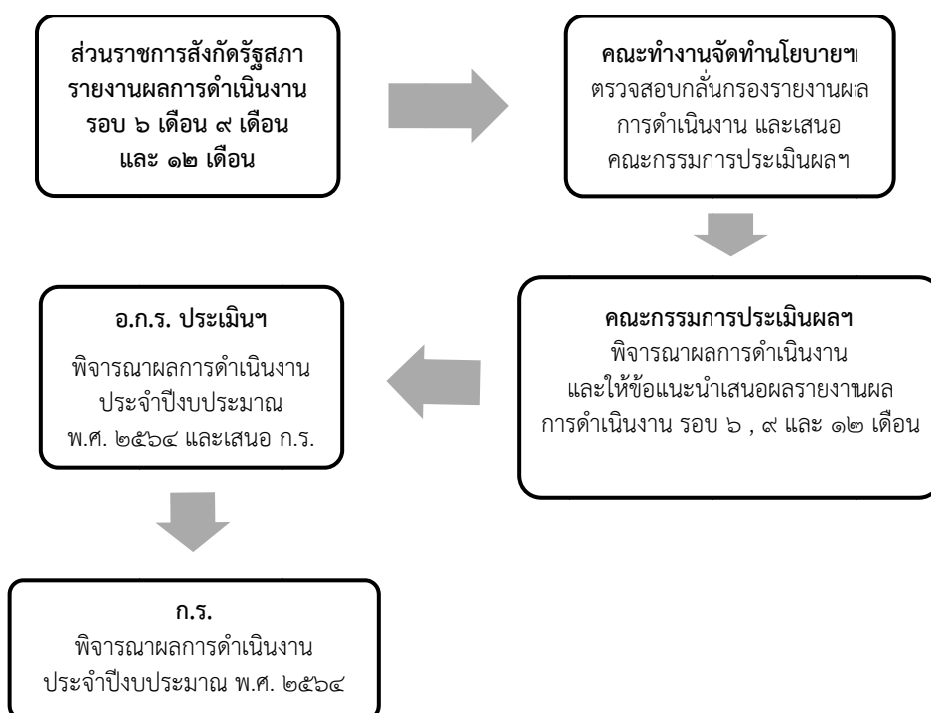 ส่วนราชการสังกัดรัฐสภา
รายงานผลการดำเนินงาน
รอบ ๖ เดือน ๙ เดือน
และ ๑๒ เดือน
คณะทำงานจัดทำนโยบายฯ
ตรวจสอบกลั่นกรองรายงานผล
การดำเนินงาน และเสนอ
คณะกรรมการประเมินผลฯ
คณะกรรมการประเมินผลฯ
พิจารณาผลการดำเนินงาน
และให้ข้อแนะนำเสนอผลรายงานผล
การดำเนินงาน รอบ ๖ , ๙ และ ๑๒ เดือน
อ.ก.ร. ประเมินฯ
พิจารณาผลการดำเนินงาน
ประจำปีงบประมาณ
พ.ศ. ๒๕๖๔ และเสนอ ก.ร.
ก.ร.
พิจารณาผลการดำเนินงาน
ประจำปีงบประมาณ พ.ศ. ๒๕๖๔